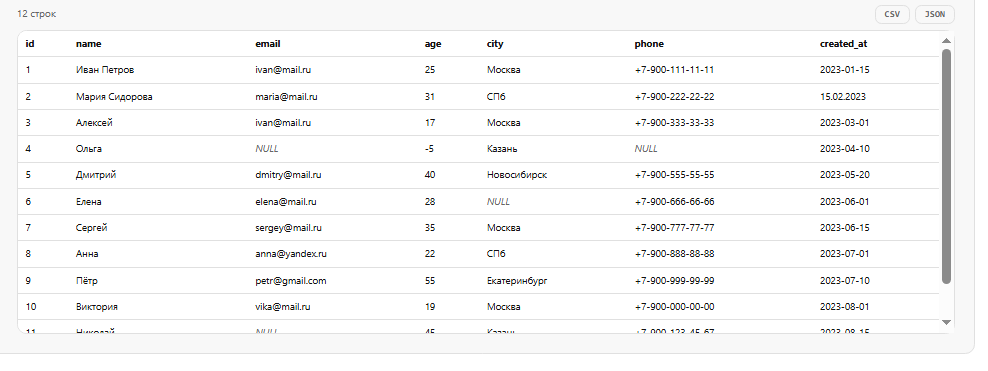 12 строк CSV JSON
id name email age city phone created_at
1 Иван Петров ivan@mail.ru 25 Москва +7-900-111-11-11 2023-01-15
2 Мария Сидорова maria@mail.ru 31 СПб +7-900-222-22-22 15.02.2023
3 Алексей ivan@mail.ru 17 Москва +7-900-333-33-33 2023-03-01
4 Ольга NULL -5 Казань NULL 2023-04-10
5 Дмитрий dmitry@mail.ru 40 Новосибирск +7-900-555-55-55 2023-05-20
6 Елена elena@mail.ru 28 NULL +7-900-666-66-66 2023-06-01
7 Сергей sergey@mail.ru 35 Москва +7-900-777-77-77 2023-06-15
8 Анна anna@yandex.ru 22 СПб +7-900-888-88-88 2023-07-01
9 Пётр petr@gmail.com 55 Екатеринбург +7-900-999-99-99 2023-07-10
10 Виктория vika@mail.ru 19 Москва +7-900-000-00-00 2023-08-01
11 Николай NULL 45 Казань +7-900-123-45-67 2023-08-15